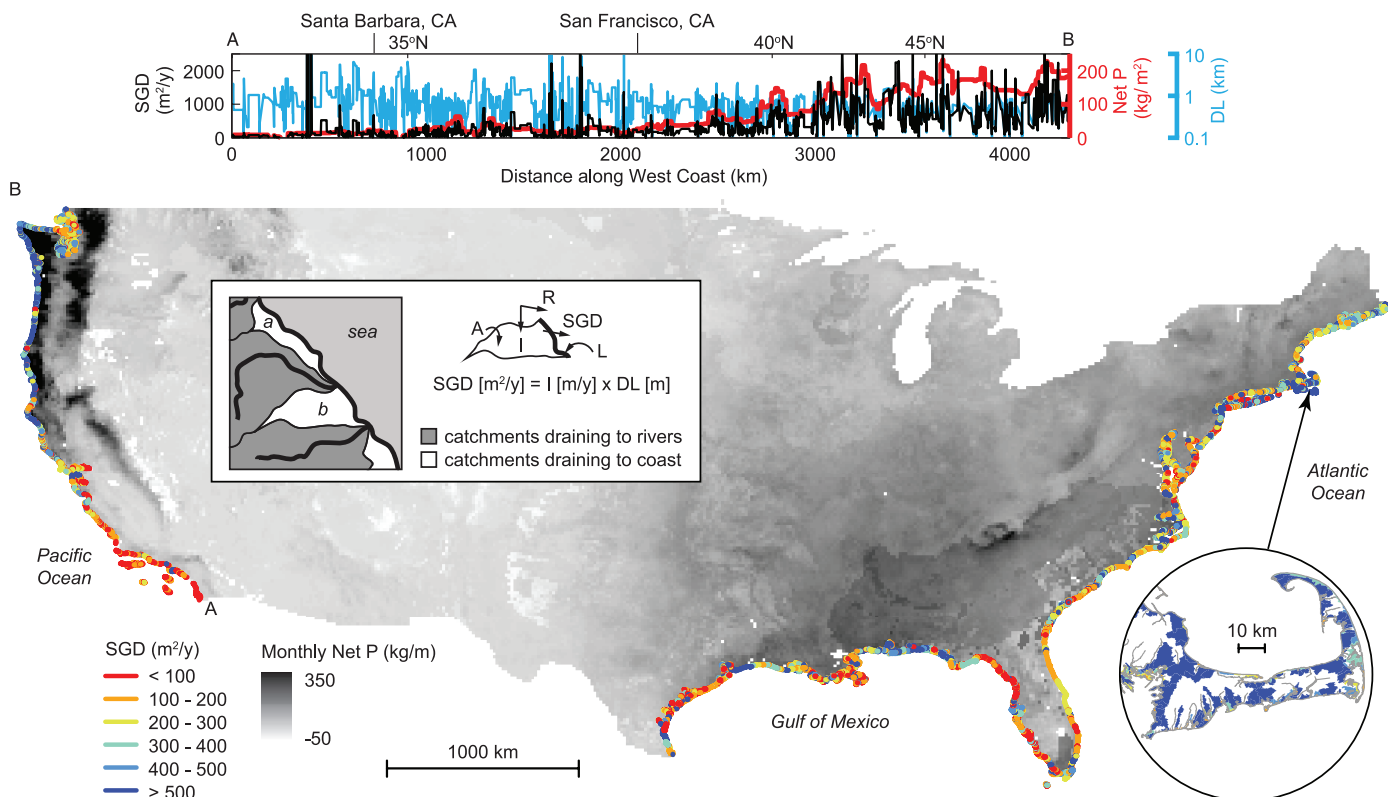 Santa Barbara, CA
San Francisco, CA
A
35°N
40°N
45°N
B
SGD
(m²/y)
2000
1000
0
200
100
0
Net P
(kg/ m²)
10
1
0.1
DL (km)
0
1000
2000
3000
4000
Distance along West Coast (km)
B
a
sea
b
R
A
SGD
I
L
SGD [m²/y] = I [m/y] x DL [m]
catchments draining to rivers
catchments draining to coast
Atlantic
Ocean
Pacific
Ocean
A
10 km
SGD (m²/y)
< 100
100 - 200
200 - 300
300 - 400
400 - 500
> 500
Monthly Net P (kg/m)
350
-50
Gulf of Mexico
1000 km